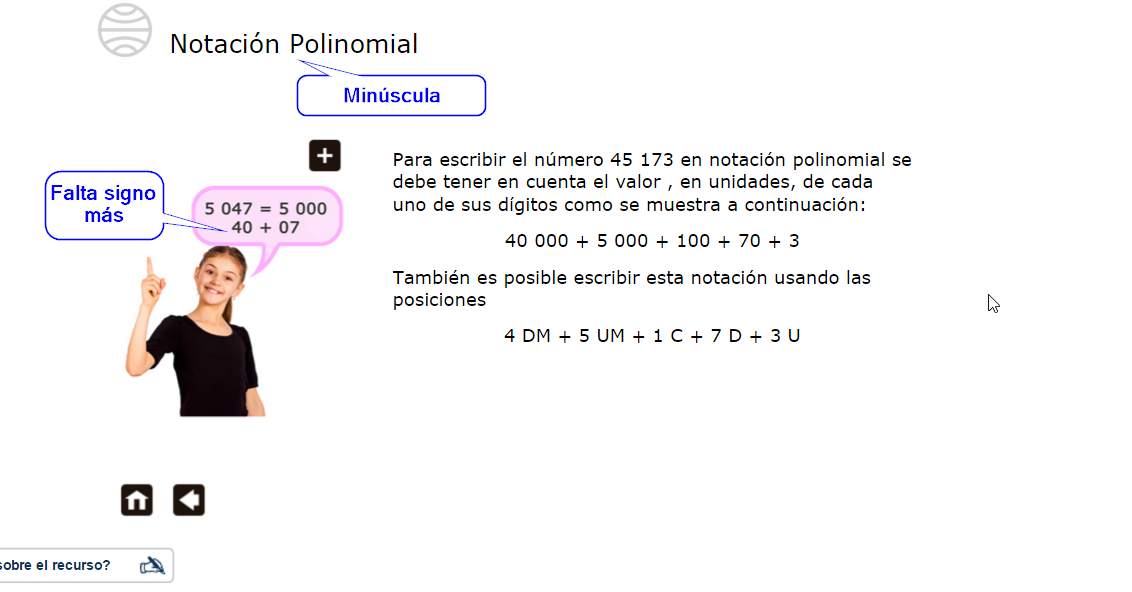 Notación Polinomial
Minúscula
Falta signo
más
5 047 = 5 000
40 + 07
Para escribir el número 45 173 en notación polinomial se
debe tener en cuenta el valor , en unidades, de cada
uno de sus dígitos como se muestra a continuación:
40 000 + 5 000 + 100 + 70 + 3
También es posible escribir esta notación usando las
posiciones
4 DM + 5 UM + 1 C + 7 D + 3 U
sobre el recurso?